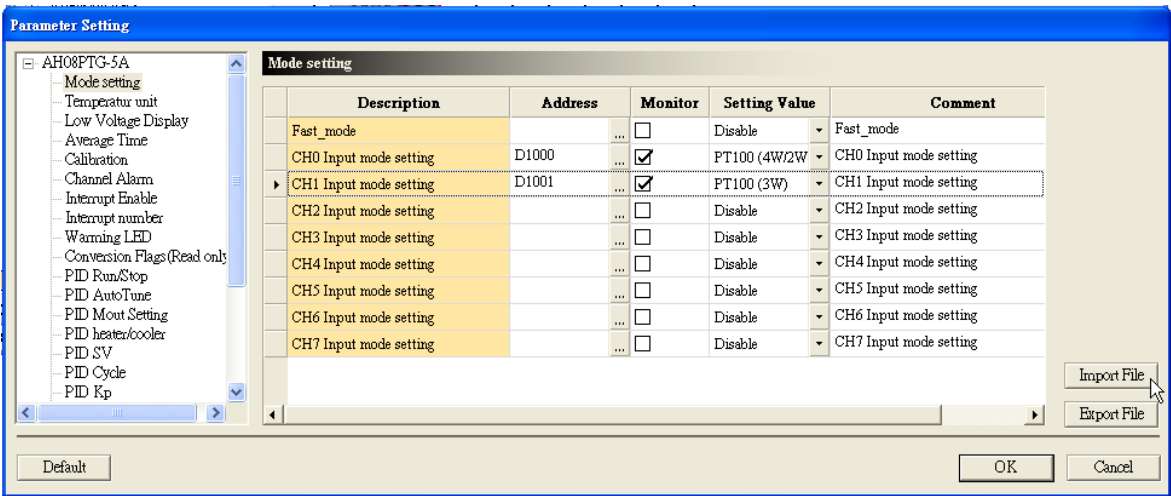 Parameter Setting
AH08PTG-5A
Mode setting
Temperatur unit
Low Voltage Display
Average Time
Calibration
Channel Alarm
Interrupt Enable
Interrupt number
Warning LED
Conversion Flags(Read only
PID Run/Stop
PID AutoTune
PID Mout Setting
PID heater/cooler
PID SV
PID Cycle
PID Kp
Mode setting
Description Address Monitor Setting Value Comment
Fast_mode ... Disable Fast_mode
CH0 Input mode setting D1000 ... PT100 (4W/2W CH0 Input mode setting
CH1 Input mode setting D1001 ... PT100 (3W) CH1 Input mode setting
CH2 Input mode setting ... Disable CH2 Input mode setting
CH3 Input mode setting ... Disable CH3 Input mode setting
CH4 Input mode setting ... Disable CH4 Input mode setting
CH5 Input mode setting ... Disable CH5 Input mode setting
CH6 Input mode setting ... Disable CH6 Input mode setting
CH7 Input mode setting ... Disable CH7 Input mode setting
Import File
Export File
Default
OK
Cancel